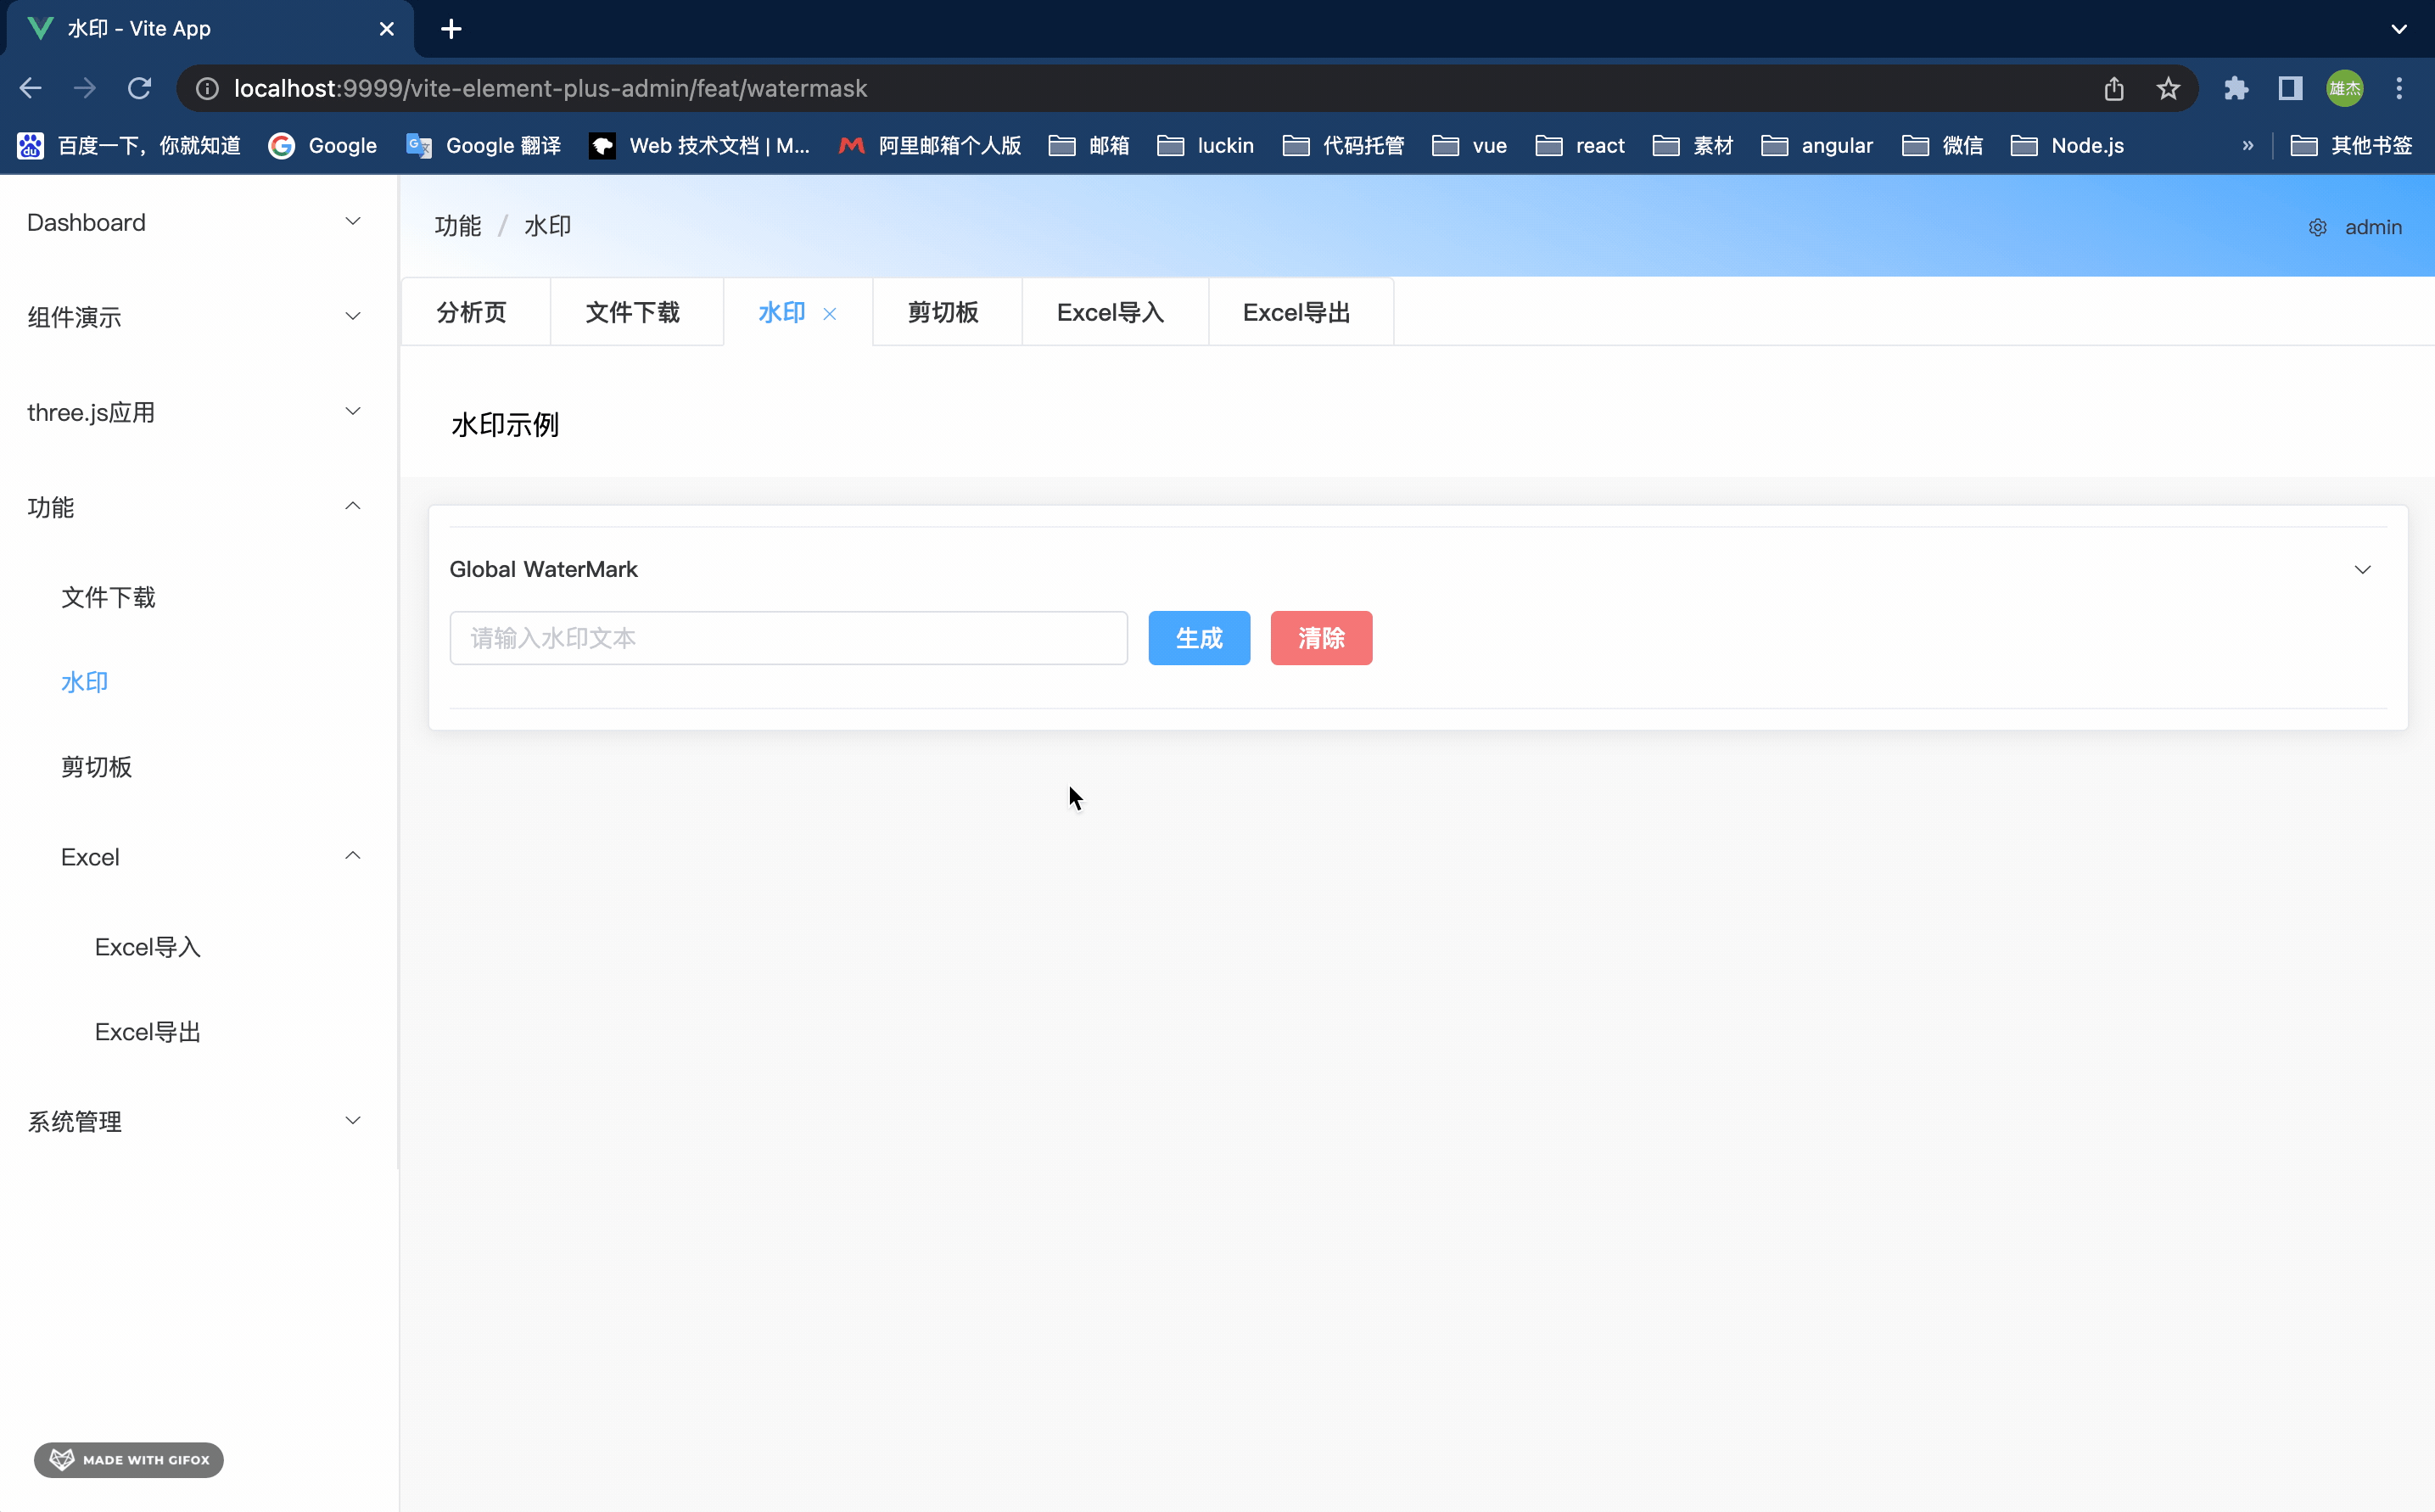 水印 - Vite App
localhost:9999/vite-element-plus-admin/feat/watermask
雄杰
百度一下，你就知道 Google Google 翻译 Web 技术文档 | M... 阿里邮箱个人版 邮箱 luckin 代码托管 vue react 素材 angular 微信 Node.js » 其他书签
Dashboard
组件演示
three.js应用
功能
文件下载
水印
剪切板
Excel
Excel导入
Excel导出
系统管理
功能 / 水印
admin
分析页 文件下载 水印 剪切板 Excel导入 Excel导出
水印示例
Global WaterMark
请输入水印文本 生成 清除
MADE WITH GIFOX